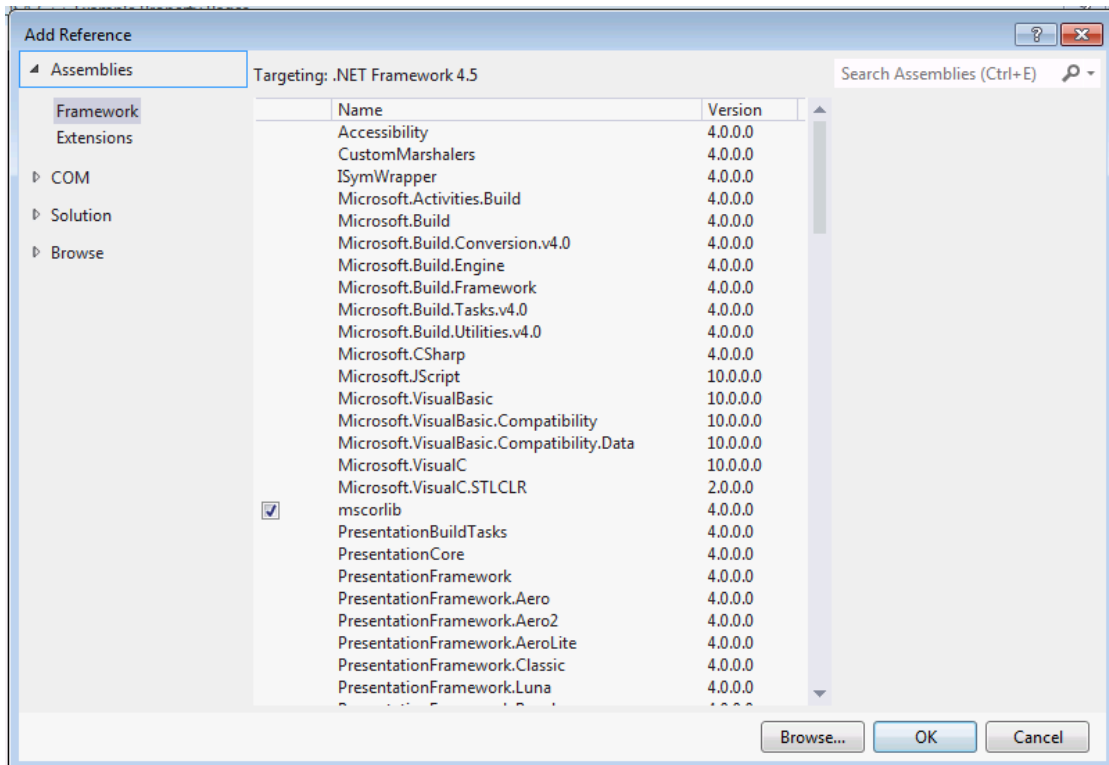 Add Reference
Assemblies
Framework
Extensions
COM
Solution
Browse
Targeting: .NET Framework 4.5
Search Assemblies (Ctrl+E)
Name Version
Accessibility 4.0.0.0
CustomMarshalers 4.0.0.0
ISymWrapper 4.0.0.0
Microsoft.Activities.Build 4.0.0.0
Microsoft.Build 4.0.0.0
Microsoft.Build.Conversion.v4.0 4.0.0.0
Microsoft.Build.Engine 4.0.0.0
Microsoft.Build.Framework 4.0.0.0
Microsoft.Build.Tasks.v4.0 4.0.0.0
Microsoft.Build.Utilities.v4.0 4.0.0.0
Microsoft.CSharp 4.0.0.0
Microsoft.JScript 10.0.0.0
Microsoft.VisualBasic 10.0.0.0
Microsoft.VisualBasic.Compatibility 10.0.0.0
Microsoft.VisualBasic.Compatibility.Data 10.0.0.0
Microsoft.VisualC 10.0.0.0
Microsoft.VisualC.STLCLR 2.0.0.0
mscorlib 4.0.0.0
PresentationBuildTasks 4.0.0.0
PresentationCore 4.0.0.0
PresentationFramework 4.0.0.0
PresentationFramework.Aero 4.0.0.0
PresentationFramework.Aero2 4.0.0.0
PresentationFramework.AeroLite 4.0.0.0
PresentationFramework.Classic 4.0.0.0
PresentationFramework.Luna 4.0.0.0
Browse... OK Cancel